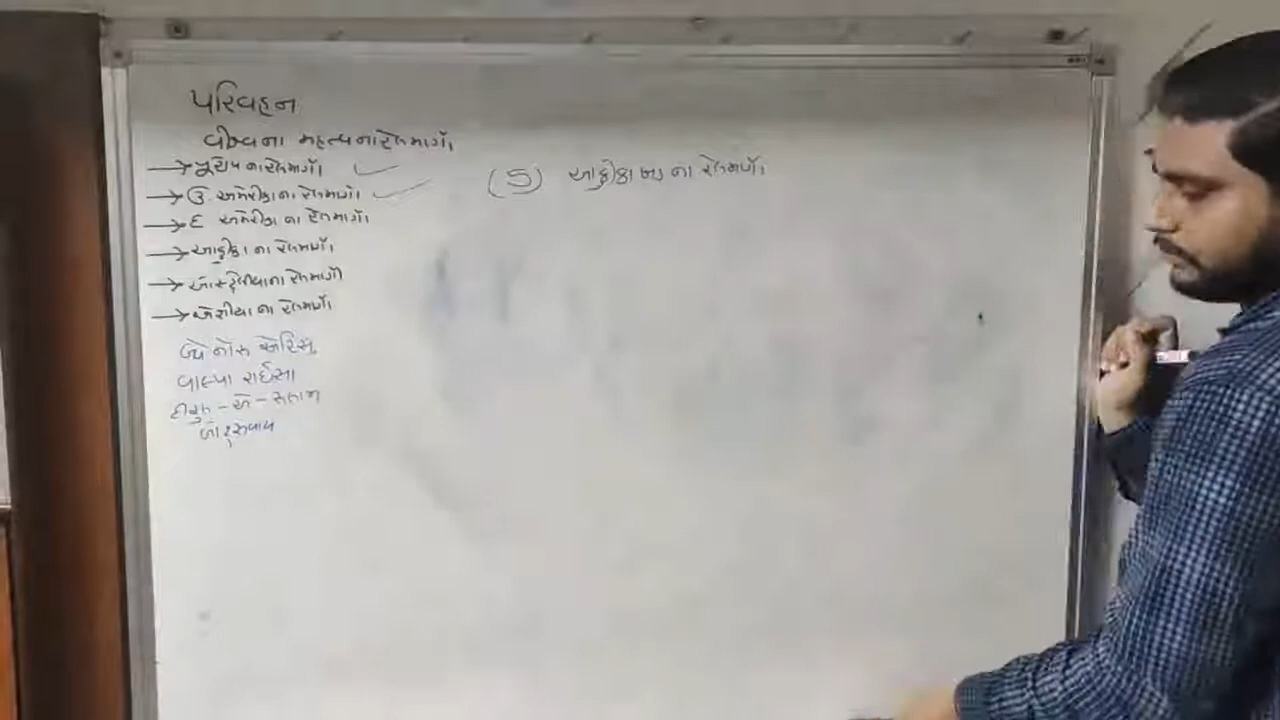 પરિવહન
વીશ્વના મહત્વના રેલમાર્ગો
→ યુરોપ ના રેલમાર્ગો
→ ઉ અમેરીકા ના રેલમાર્ગો
→ દ અમેરીકા ના રેલમાર્ગો
→ આફ્રીકા ના રેલમાર્ગો
→ ઓસ્ટ્રેલીયાના રેલમાર્ગો
→ એશીયા ના રેલમાર્ગો
બ્યુેનોસ એરિસ
વાલ્પા રાઈસા
(5) આફ્રીકા ખંડ ના રેલમાર્ગો